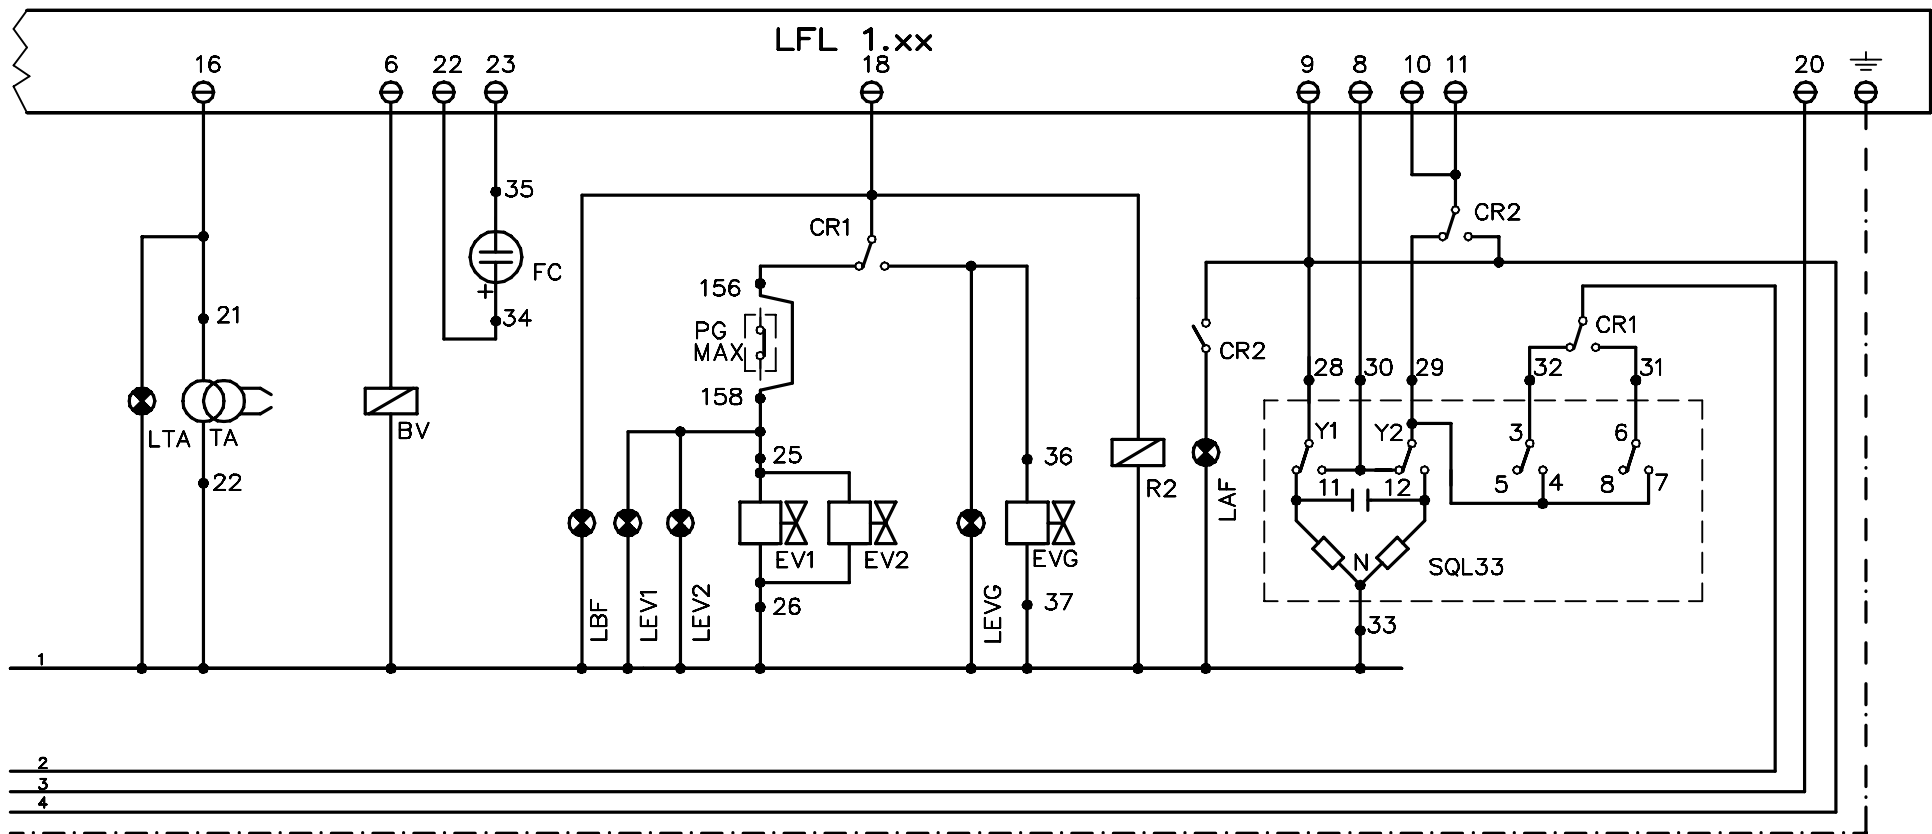 LFL 1.xx
16 6 22 23 18 9 8 10 11 20
35
CR2
CR1
FC
+
156
21
34
PG
MAX
CR1
CR2
28 30 29 32 31
158
LTA TA
BV
Y1 Y2 3 6
25
36
22
R2
LAF
11 12 5 4 8 7
EV1 EV2
EVG
N
SQL33
LBF
LEV1
LEV2
26
LEVG
37
33
1
2
3
4